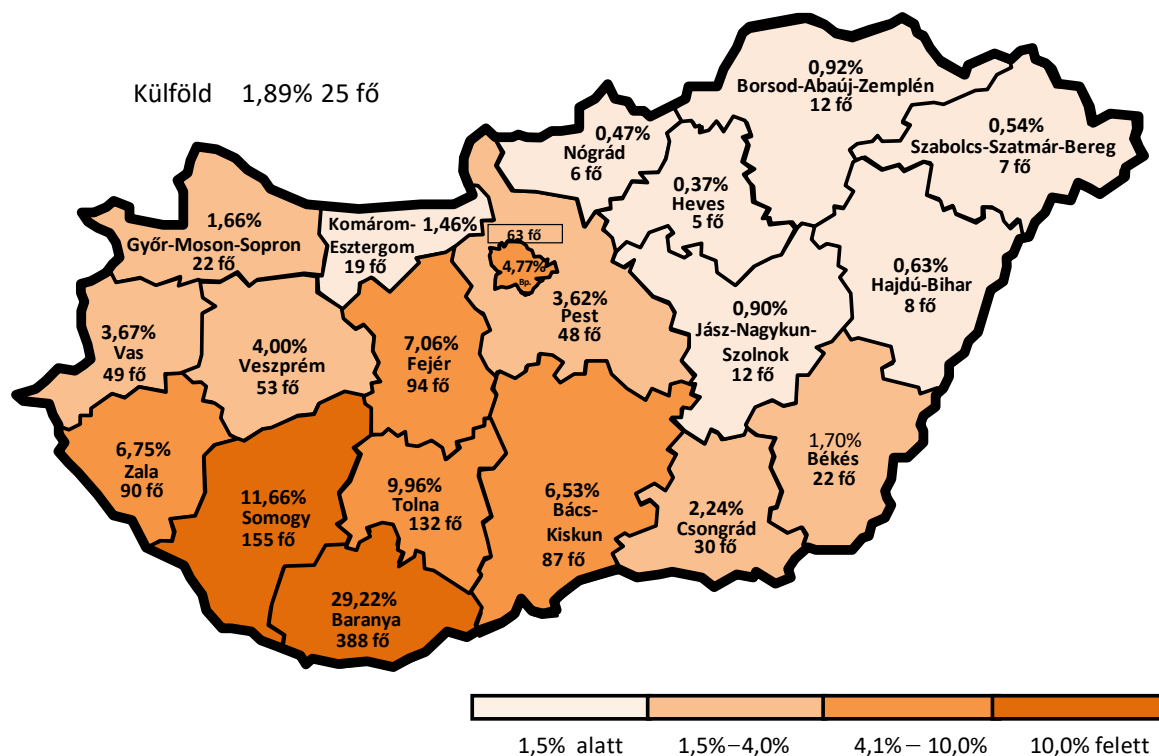 Külföld 1,89% 25 fő
0,92%
Borsod-Abaúj-Zemplén
12 fő
0,54%
Szabolcs-Szatmár-Bereg
7 fő
0,47%
Nógrád
6 fő
0,37%
Heves
5 fő
1,66%
Győr-Moson-Sopron
22 fő
Komárom- 1,46%
Esztergom
19 fő
63 fő
4,77%
Bp.
3,62%
Pest
48 fő
0,63%
Hajdú-Bihar
8 fő
0,90%
Jász-Nagykun-
Szolnok
12 fő
3,67%
Vas
49 fő
4,00%
Veszprém
53 fő
7,06%
Fejér
94 fő
6,75%
Zala
90 fő
11,66%
Somogy
155 fő
9,96%
Tolna
132 fő
6,53%
Bács-
Kiskun
87 fő
2,24%
Csongrád
30 fő
1,70%
Békés
22 fő
29,22%
Baranya
388 fő
1,5% alatt 1,5%–4,0% 4,1% – 10,0% 10,0% felett